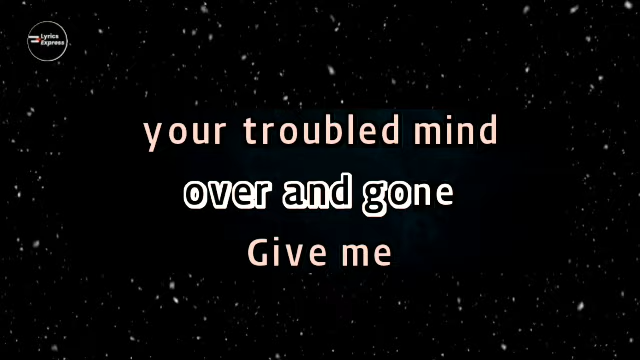 Lyrics
Express
your troubled mind
over and gone
Give me